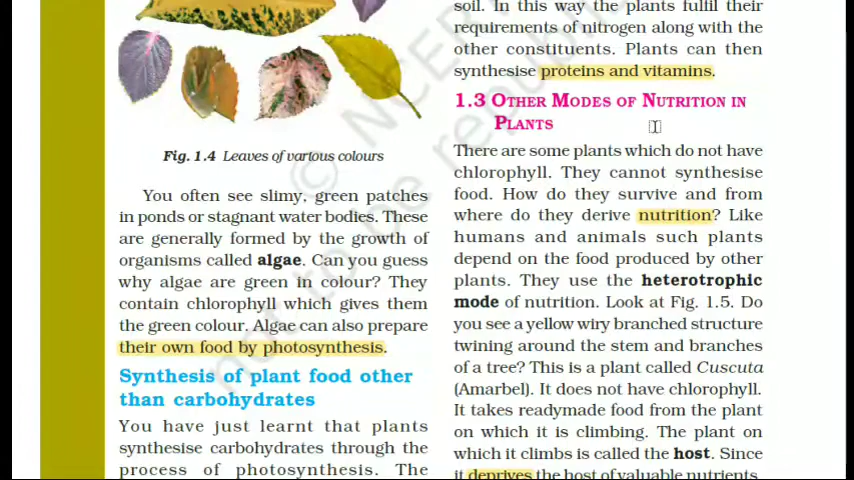 Fig. 1.4 Leaves of various colours
You often see slimy, green patches
in ponds or stagnant water bodies. These
are generally formed by the growth of
organisms called algae. Can you guess
why algae are green in colour? They
contain chlorophyll which gives them
the green colour. Algae can also prepare
their own food by photosynthesis.
Synthesis of plant food other
than carbohydrates
You have just learnt that plants
synthesise carbohydrates through the
process of photosynthesis. The
soil. In this way the plants fulfil their
requirements of nitrogen along with the
other constituents. Plants can then
synthesise proteins and vitamins.
1.3 OTHER MODES OF NUTRITION IN
PLANTS
There are some plants which do not have
chlorophyll. They cannot synthesise
food. How do they survive and from
where do they derive nutrition? Like
humans and animals such plants
depend on the food produced by other
plants. They use the heterotrophic
mode of nutrition. Look at Fig. 1.5. Do
you see a yellow wiry branched structure
twining around the stem and branches
of a tree? This is a plant called Cuscuta
(Amarbel). It does not have chlorophyll.
It takes readymade food from the plant
on which it is climbing. The plant on
which it climbs is called the host. Since
it deprives the host of valuable nutrients,
© NCERT
not to be republished